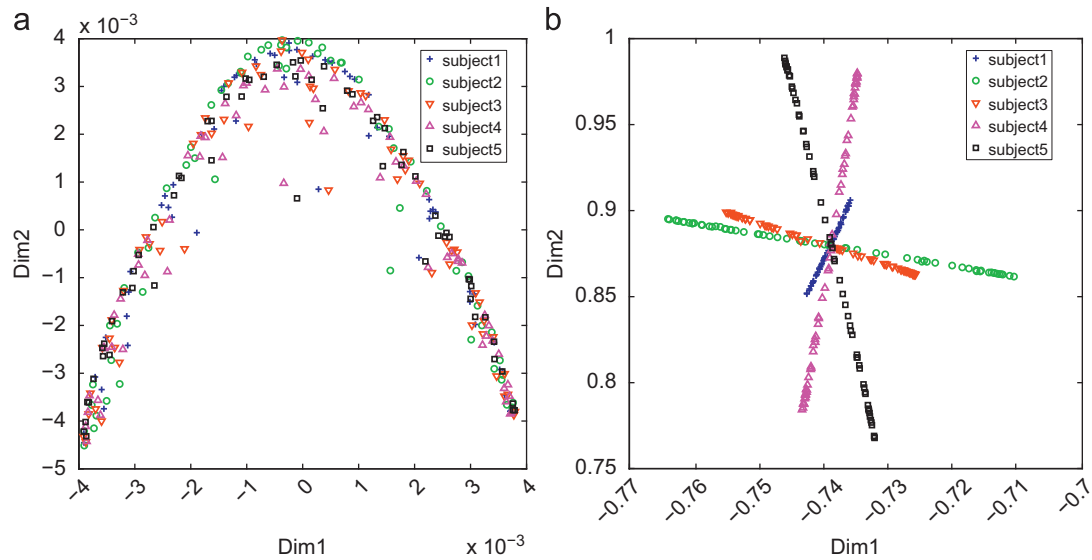 a
x 10⁻³
4
3
2
1
0
−1
−2
−3
−4
−5
Dim2
−4
−3
−2
−1
0
1
2
3
4
Dim1
x 10⁻³
subject1
subject2
subject3
subject4
subject5
b
1
0.95
0.9
0.85
0.8
0.75
Dim2
−0.77
−0.76
−0.75
−0.74
−0.73
−0.72
−0.71
−0.7
Dim1
subject1
subject2
subject3
subject4
subject5